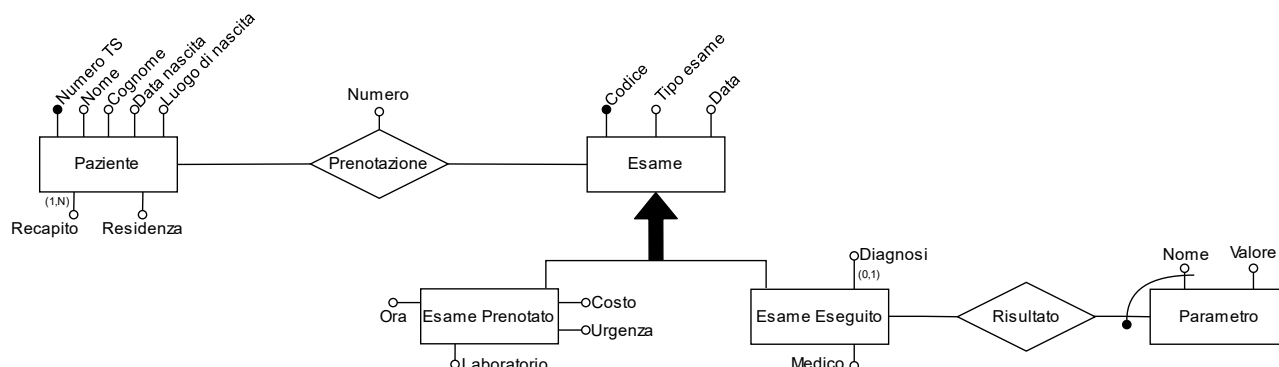 Numero TS
Nome
Cognome
Data nascita
Luogo di nascita
Numero
Codice
Tipo esame
Data
Paziente
Prenotazione
Esame
(1,N)
Recapito
Residenza
Diagnosi
(0,1)
Nome
Valore
Ora
Esame Prenotato
Costo
Urgenza
Esame Eseguito
Risultato
Parametro
Laboratorio
Medico